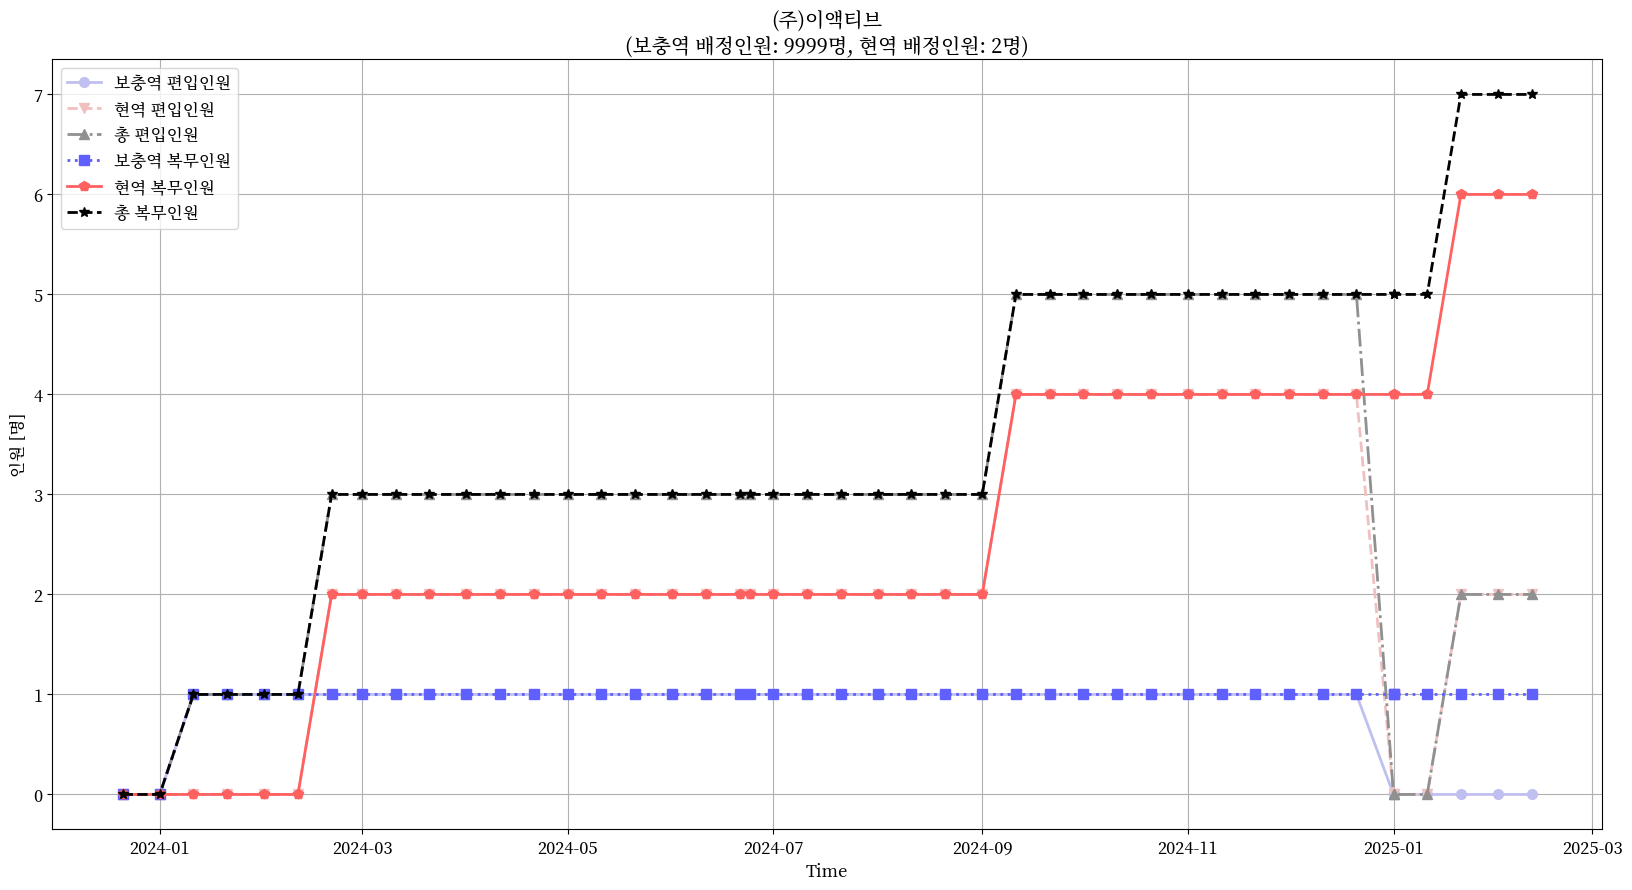 (주)이액티브
(보충역 배정인원: 9999명, 현역 배정인원: 2명)
보충역 편입인원
현역 편입인원
총 편입인원
보충역 복무인원
현역 복무인원
총 복무인원
7
6
5
4
3
2
1
0
인원 [명]
2024-01
2024-03
2024-05
2024-07
2024-09
2024-11
2025-01
2025-03
Time